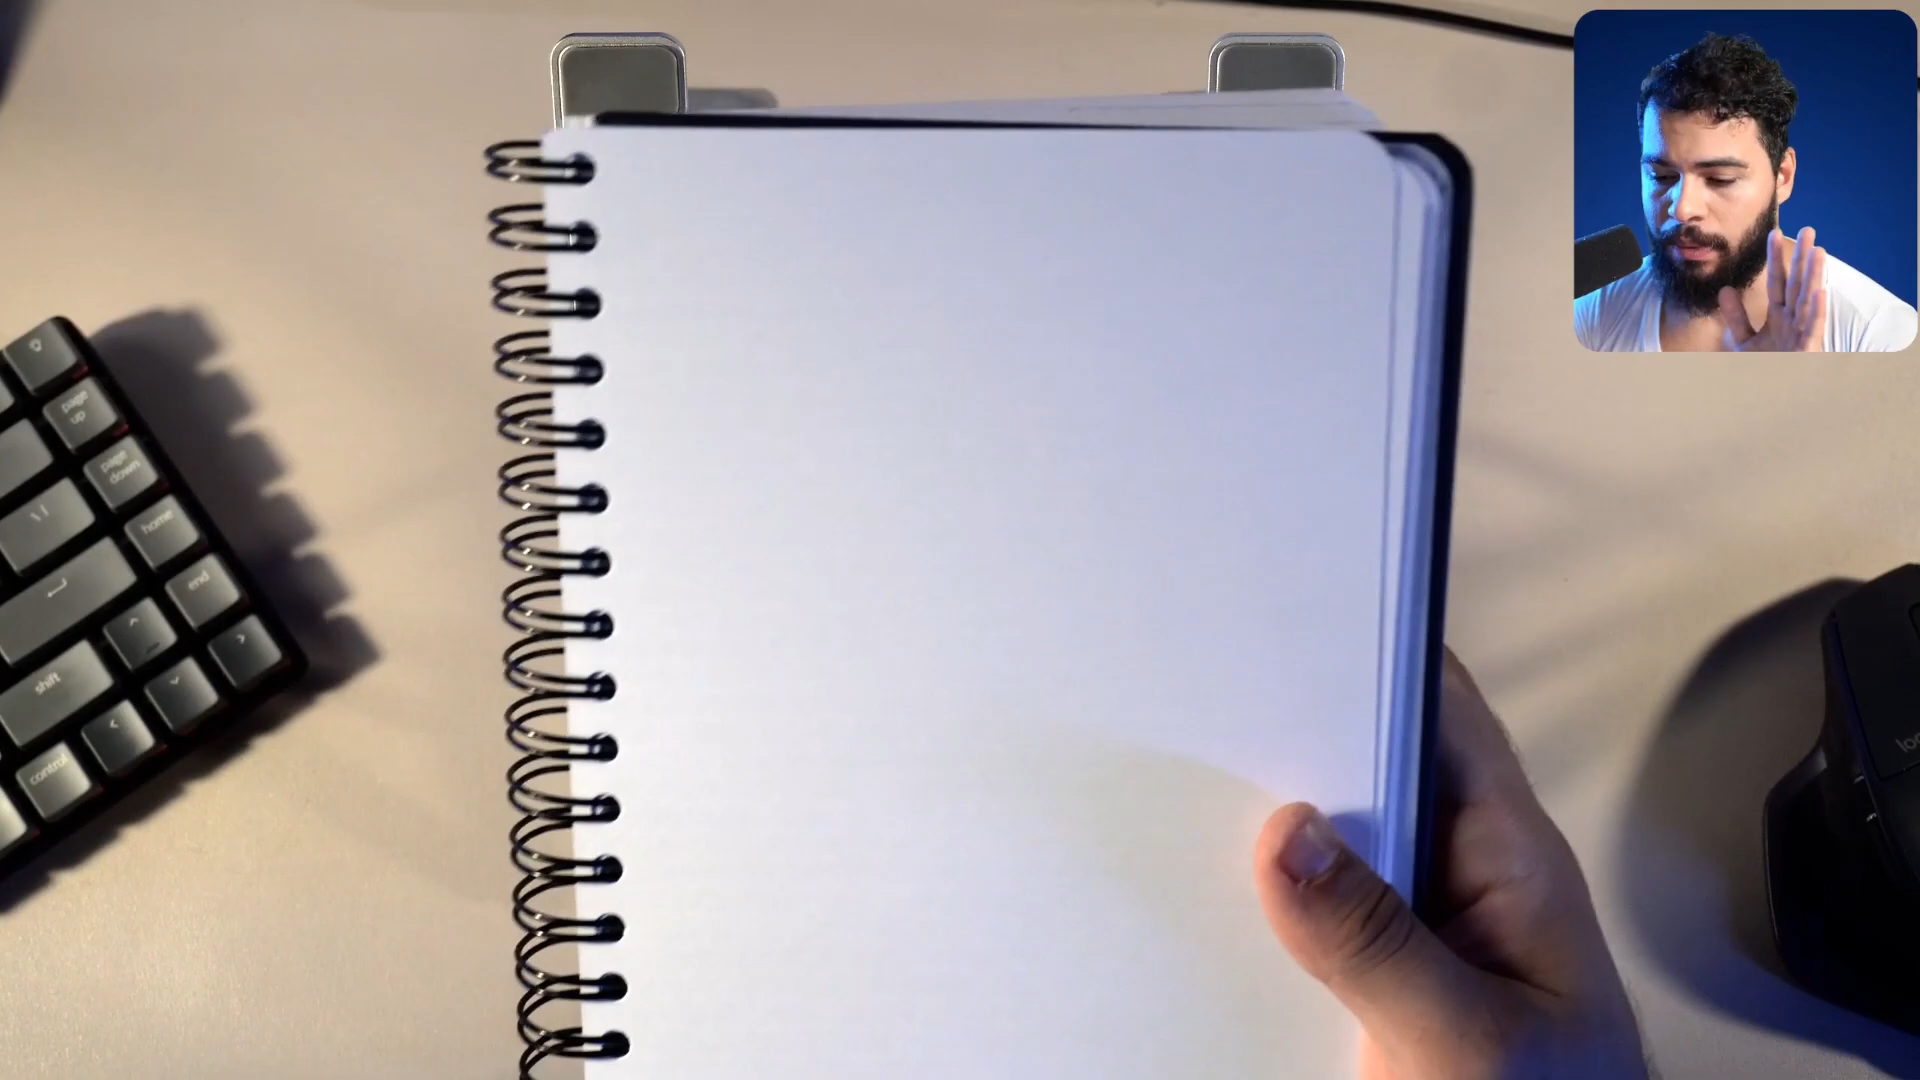 page
up
page
down
\ |
home
end
shift
control